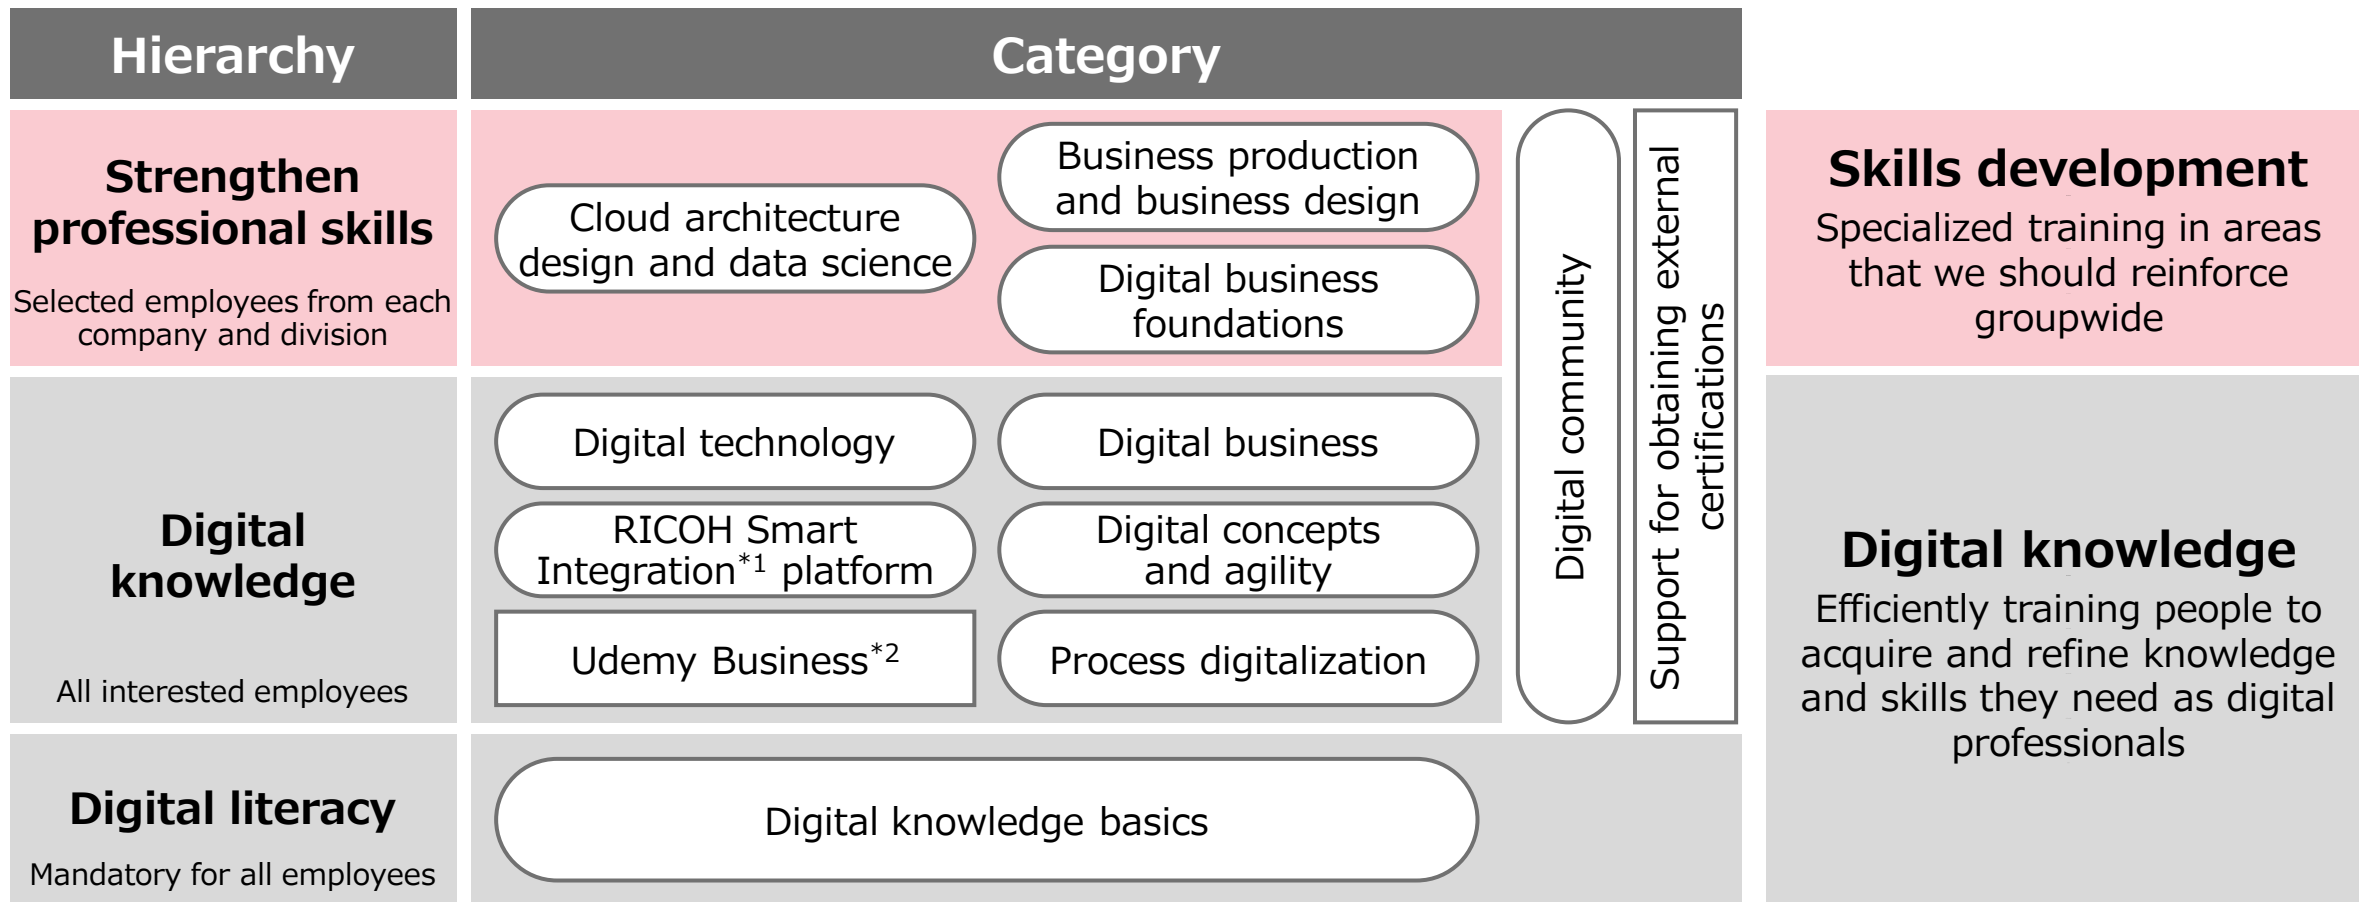 Hierarchy
Category
Strengthen
professional skills
Selected employees from each
company and division
Cloud architecture
design and data science
Business production
and business design
Digital business
foundations
Digital community
Support for obtaining external
certifications
Skills development
Specialized training in areas
that we should reinforce
groupwide
Digital
knowledge
All interested employees
Digital technology
Digital business
RICOH Smart
Integration*1 platform
Digital concepts
and agility
Udemy Business*2
Process digitalization
Digital knowledge
Efficiently training people to
acquire and refine knowledge
and skills they need as digital
professionals
Digital literacy
Mandatory for all employees
Digital knowledge basics